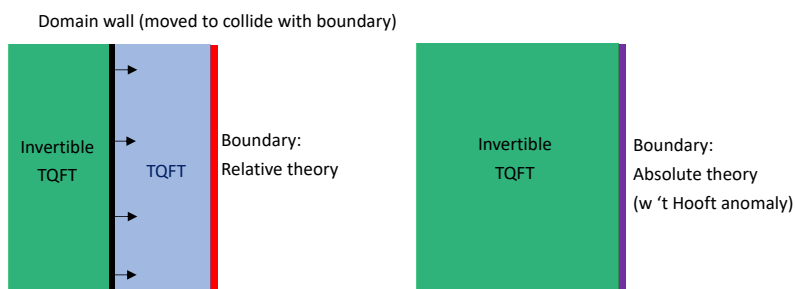 Domain wall (moved to collide with boundary)
Invertible
TQFT
TQFT
Boundary:
Relative theory
Invertible
TQFT
Boundary:
Absolute theory
(w ‘t Hooft anomaly)